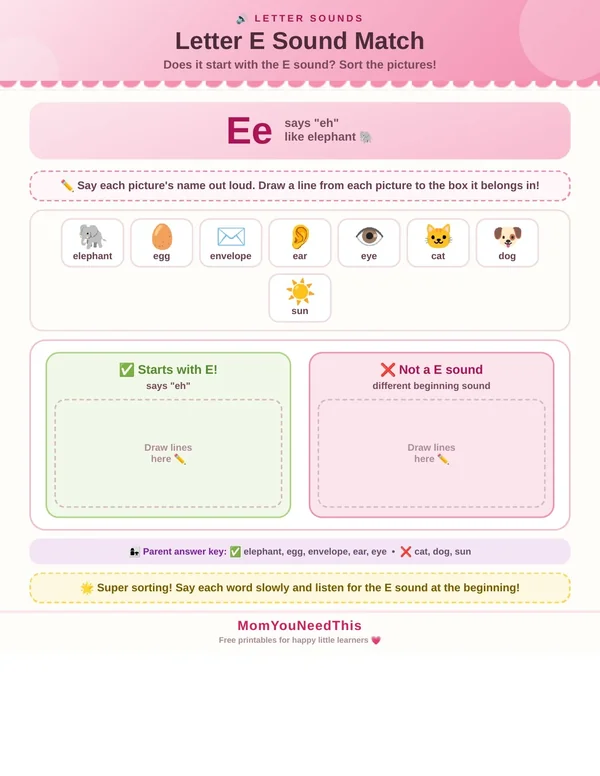 🔊 LETTER SOUNDS
Letter E Sound Match
Does it start with the E sound? Sort the pictures!
Ee
says "eh"
like elephant 🐘
✏️ Say each picture's name out loud. Draw a line from each picture to the box it belongs in!
elephant
egg
envelope
ear
eye
cat
dog
sun
✅ Starts with E!
says "eh"
Draw lines
here ✏️
❌ Not a E sound
different beginning sound
Draw lines
here ✏️
👩‍👧 Parent answer key: ✅ elephant, egg, envelope, ear, eye • ❌ cat, dog, sun
🌟 Super sorting! Say each word slowly and listen for the E sound at the beginning!
MomYouNeedThis
Free printables for happy little learners 💗